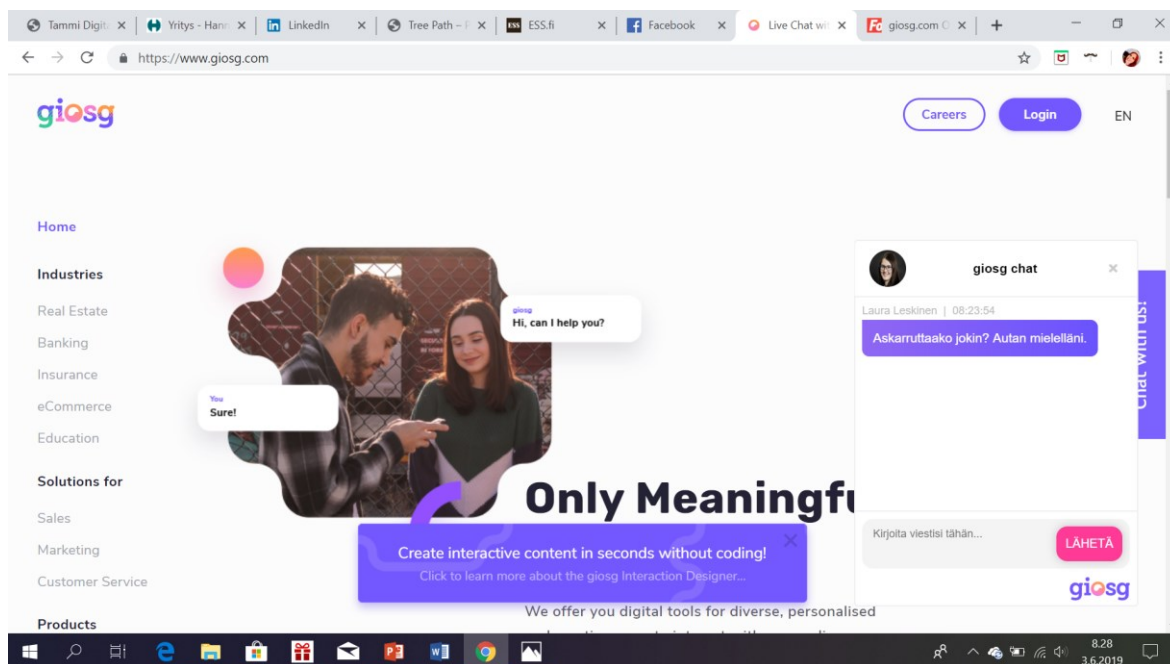 Tammi Digit
Yritys - Hann
LinkedIn
Tree Path – F
ESS
ESS.fi
Facebook
Live Chat wit
Fo
giosg.com O
https://www.giosg.com
giosg
Careers
Login
EN
Home
Industries
Real Estate
Banking
Insurance
eCommerce
Education
Solutions for
Sales
Marketing
Customer Service
Products
giosg
Hi, can I help you?
You
Sure!
Only Meaningfu
Create interactive content in seconds without coding!
Click to learn more about the giosg Interaction Designer...
We offer you digital tools for diverse, personalised
giosg chat
Laura Leskinen | 08:23:54
Askarruttaako jokin? Autan mielelläni.
Kirjoita viestisi tähän...
LÄHETÄ
giosg
Chat with us!
8.28
3.6.2019